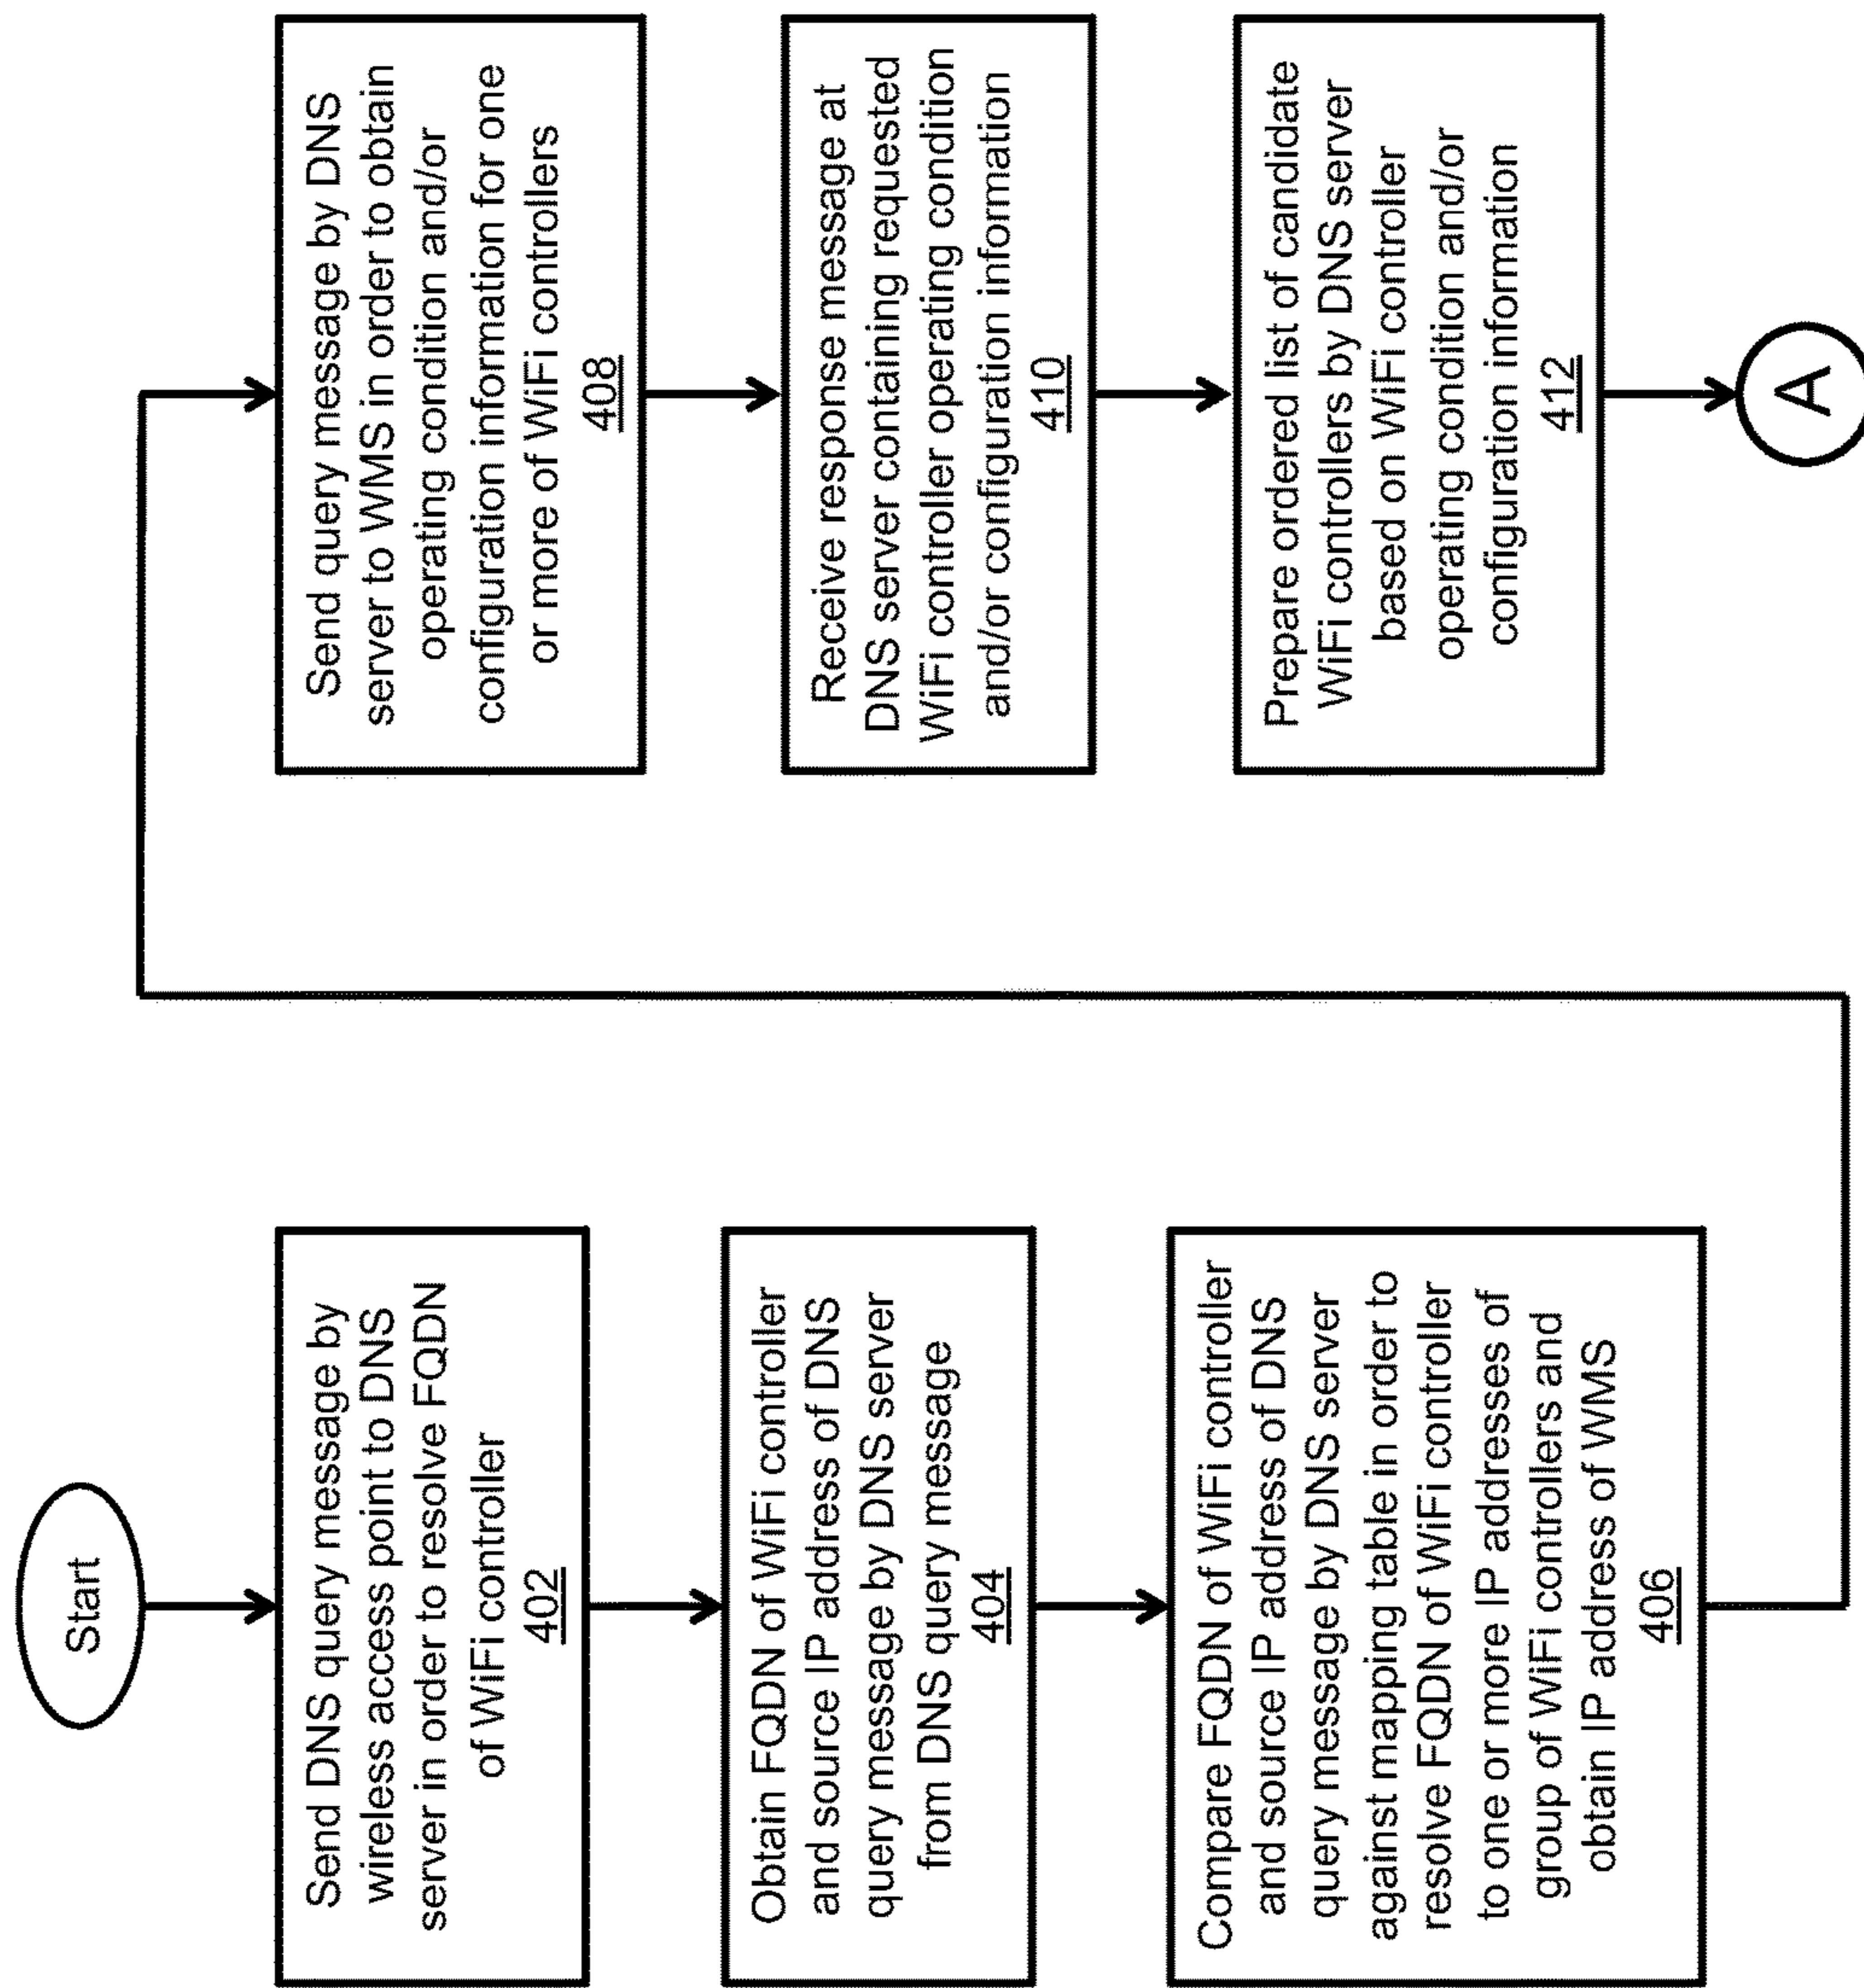 Start
Send DNS query message by
wireless access point to DNS
server in order to resolve FQDN
of WiFi controller
402
Obtain FQDN of WiFi controller
and source IP address of DNS
query message by DNS server
from DNS query message
404
Compare FQDN of WiFi controller
and source IP address of DNS
query message by DNS server
against mapping table in order to
resolve FQDN of WiFi controller
to one or more IP addresses of
group of WiFi controllers and
obtain IP address of WMS
406
Send query message by DNS
server to WMS in order to obtain
operating condition and/or
configuration information for one
or more of WiFi controllers
408
Receive response message at
DNS server containing requested
WiFi controller operating condition
and/or configuration information
410
Prepare ordered list of candidate
WiFi controllers by DNS server
based on WiFi controller
operating condition and/or
configuration information
412
A